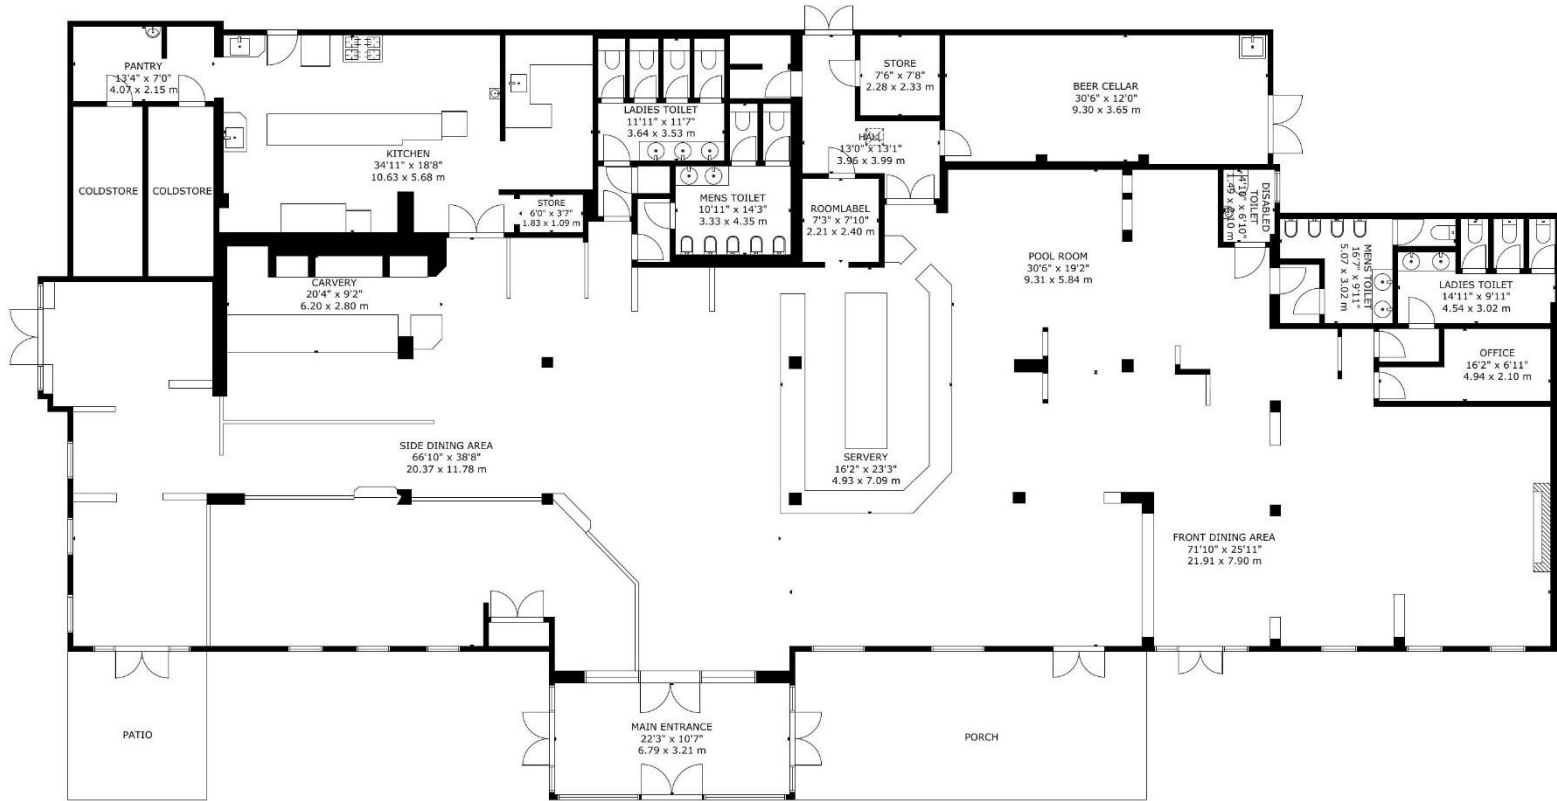 PANTRY
13'4" x 7'0"
4.07 x 2.15 m
STORE
7'6" x 7'8"
2.28 x 2.33 m
BEER CELLAR
30'6" x 12'0"
9.30 x 3.65 m
LADIES TOILET
11'11" x 11'7"
3.64 x 3.53 m
HALL
13'0" x 13'1"
3.96 x 3.99 m
KITCHEN
34'11" x 18'8"
10.63 x 5.68 m
COLDSTORE
COLDSTORE
STORE
6'0" x 3'7"
1.83 x 1.09 m
MENS TOILET
10'11" x 14'3"
3.33 x 4.35 m
ROOMLABEL
7'3" x 7'10"
2.21 x 2.40 m
DISABLED
TOILET
4'10" x 6'10"
1.49 x 2.10 m
POOL ROOM
30'6" x 19'2"
9.31 x 5.84 m
MENS TOILET
16'7" x 9'11"
5.07 x 3.02 m
LADIES TOILET
14'11" x 9'11"
4.54 x 3.02 m
CARVERY
20'4" x 9'2"
6.20 x 2.80 m
OFFICE
16'2" x 6'11"
4.94 x 2.10 m
SIDE DINING AREA
66'10" x 38'8"
20.37 x 11.78 m
SERVERY
16'2" x 23'3"
4.93 x 7.09 m
FRONT DINING AREA
71'10" x 25'11"
21.91 x 7.90 m
PATIO
MAIN ENTRANCE
22'3" x 10'7"
6.79 x 3.21 m
PORCH